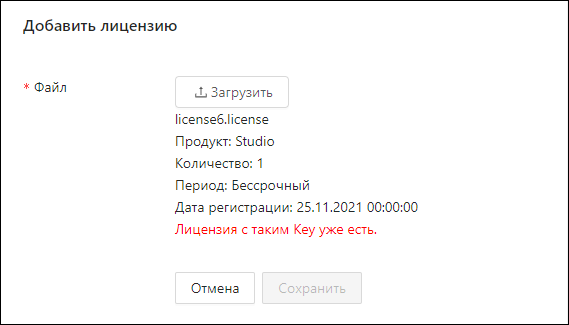 Добавить лицензию
* Файл
Загрузить
license6.license
Продукт: Studio
Количество: 1
Период: Бессрочный
Дата регистрации: 25.11.2021 00:00:00
Лицензия с таким Key уже есть.
Отмена
Сохранить